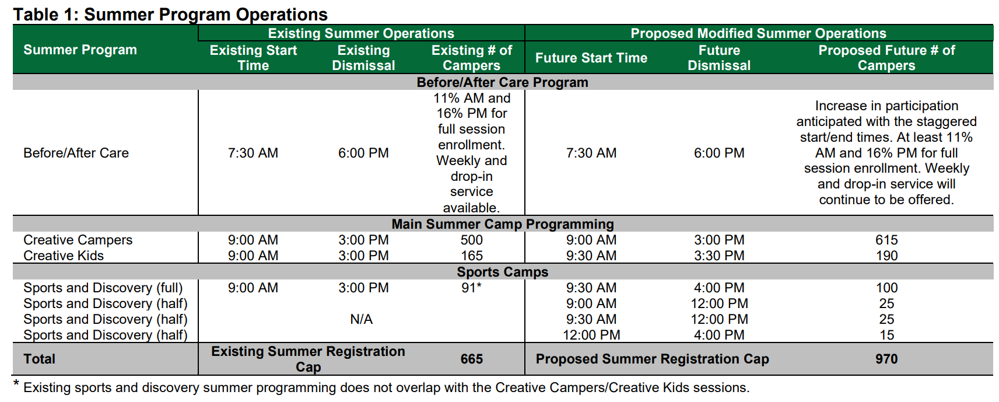 Table 1: Summer Program Operations
Summer Program
Existing Summer Operations
Proposed Modified Summer Operations
Existing Start
Time
Existing
Dismissal
Existing # of
Campers
Future Start Time
Future
Dismissal
Proposed Future # of
Campers
Before/After Care Program
Before/After Care
7:30 AM
6:00 PM
11% AM and
16% PM for
full session
enrollment.
Weekly and
drop-in
service
available.
7:30 AM
6:00 PM
Increase in participation
anticipated with the staggered
start/end times. At least 11%
AM and 16% PM for full
session enrollment. Weekly
and drop-in service will
continue to be offered.
Main Summer Camp Programming
Creative Campers 9:00 AM 3:00 PM 500 9:00 AM 3:00 PM 615
Creative Kids 9:00 AM 3:00 PM 165 9:30 AM 3:30 PM 190
Sports Camps
Sports and Discovery (full) 9:00 AM 3:00 PM 91* 9:30 AM 4:00 PM 100
Sports and Discovery (half) 9:00 AM 12:00 PM 25
Sports and Discovery (half) N/A 9:30 AM 12:00 PM 25
Sports and Discovery (half) 12:00 PM 4:00 PM 15
Total
Existing Summer Registration
Cap
665
Proposed Summer Registration Cap
970
* Existing sports and discovery summer programming does not overlap with the Creative Campers/Creative Kids sessions.